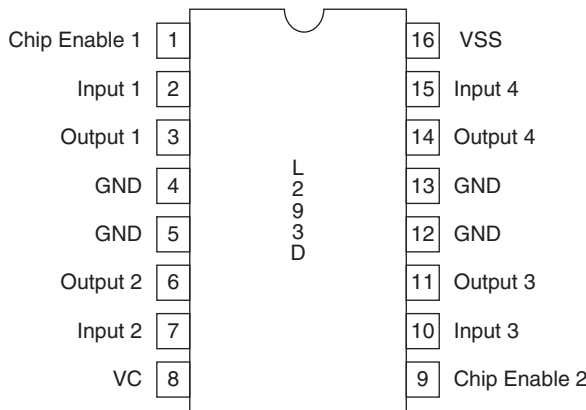 Chip Enable 1 1 16 VSS
Input 1 2 15 Input 4
Output 1 3 14 Output 4
GND 4 13 GND
GND 5 12 GND
Output 2 6 11 Output 3
Input 2 7 10 Input 3
VC 8 9 Chip Enable 2
L
2
9
3
D